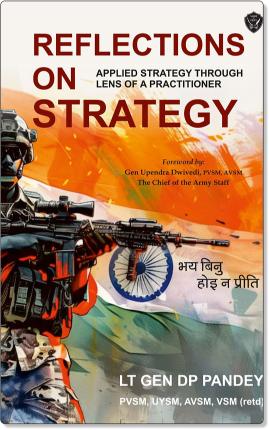 REFLECTIONS
ON
APPLIED STRATEGY THROUGH
LENS OF A PRACTITIONER
STRATEGY
Foreword by:
Gen Upendra Dwivedi, PVSM, AVSM
The Chief of the Army Staff
भय बिनु
होइ न प्रीति
LT GEN DP PANDEY
PVSM, UYSM, AVSM, VSM (retd)